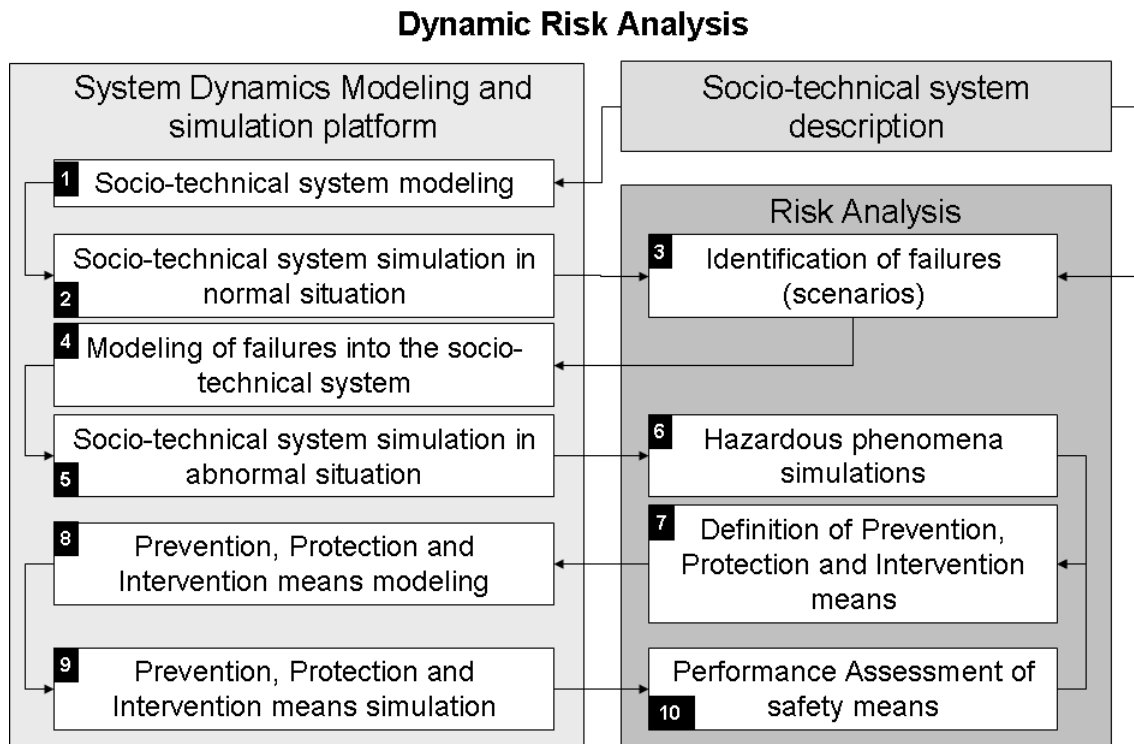 Dynamic Risk Analysis
System Dynamics Modeling and
simulation platform
Socio-technical system
description
1
Socio-technical system modeling
Risk Analysis
Socio-technical system simulation in
normal situation
2
3
Identification of failures
(scenarios)
4
Modeling of failures into the socio-
technical system
Socio-technical system simulation in
abnormal situation
5
6
Hazardous phenomena
simulations
7
Definition of Prevention,
Protection and Intervention
means
8
Prevention, Protection and
Intervention means modeling
9
Prevention, Protection and
Intervention means simulation
Performance Assessment of
safety means
10